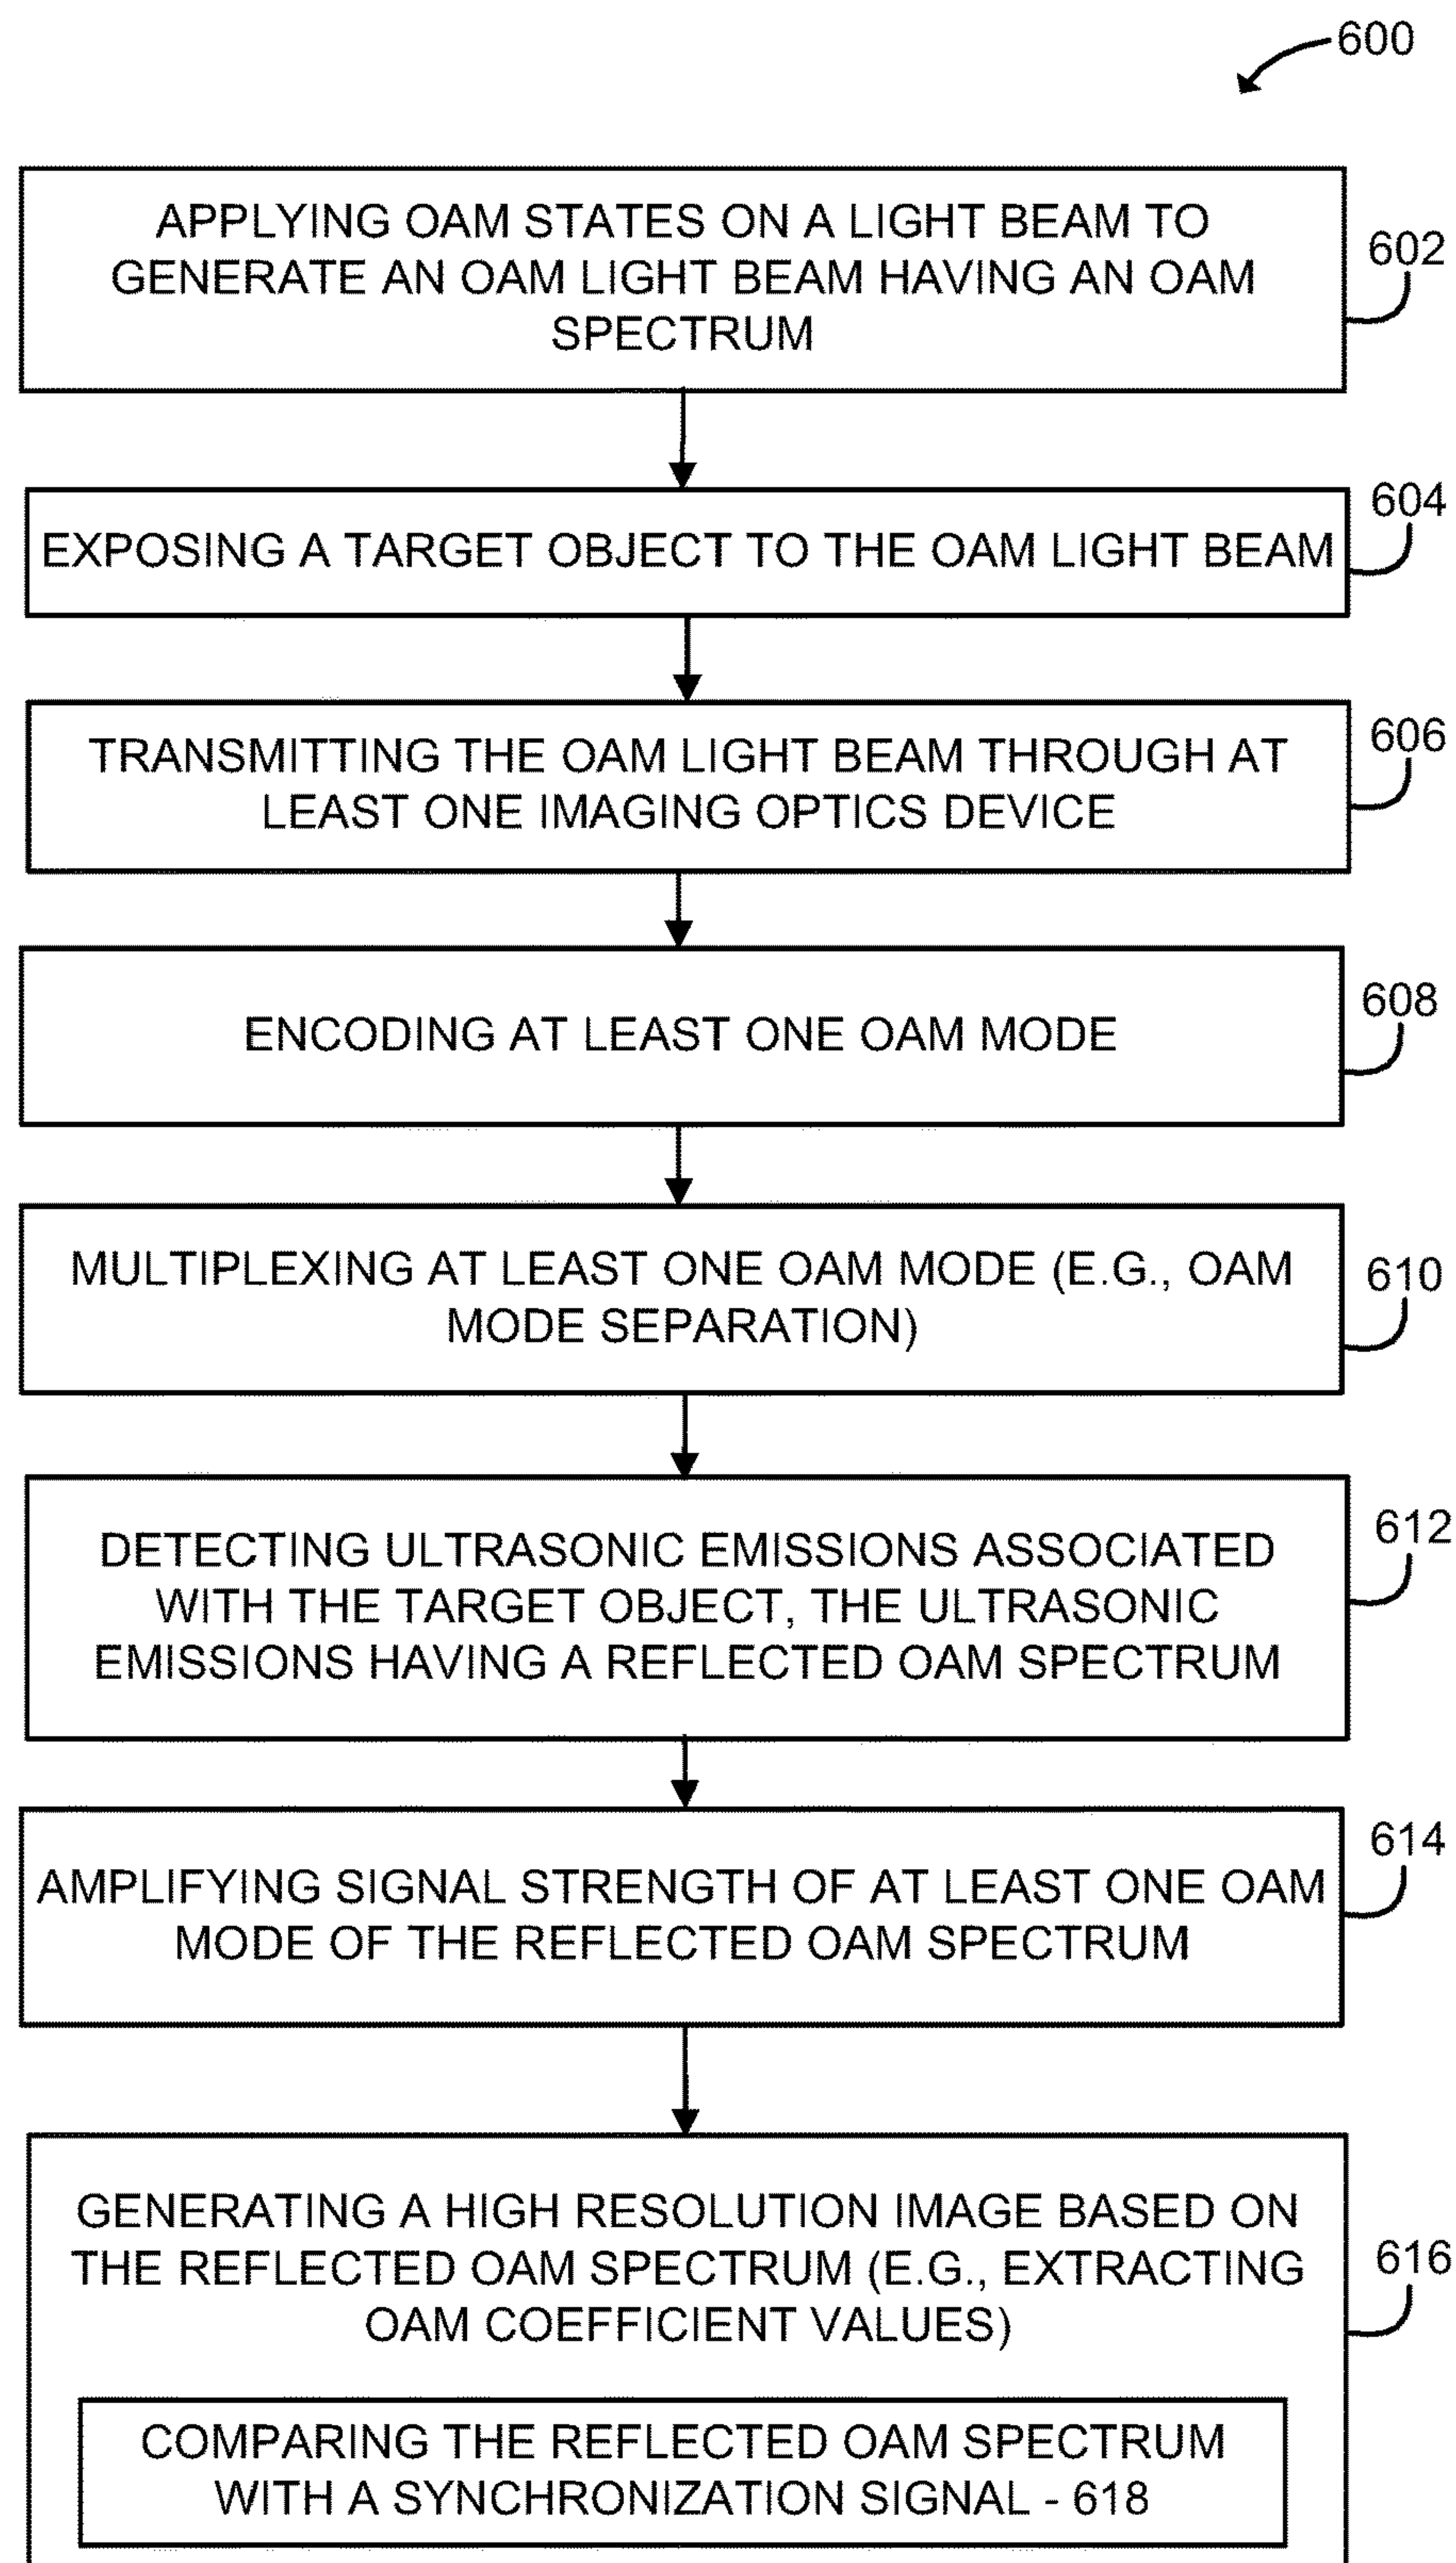 600
APPLYING OAM STATES ON A LIGHT BEAM TO
GENERATE AN OAM LIGHT BEAM HAVING AN OAM
SPECTRUM
602
EXPOSING A TARGET OBJECT TO THE OAM LIGHT BEAM
604
TRANSMITTING THE OAM LIGHT BEAM THROUGH AT
LEAST ONE IMAGING OPTICS DEVICE
606
ENCODING AT LEAST ONE OAM MODE
608
MULTIPLEXING AT LEAST ONE OAM MODE (E.G., OAM
MODE SEPARATION)
610
DETECTING ULTRASONIC EMISSIONS ASSOCIATED
WITH THE TARGET OBJECT, THE ULTRASONIC
EMISSIONS HAVING A REFLECTED OAM SPECTRUM
612
AMPLIFYING SIGNAL STRENGTH OF AT LEAST ONE OAM
MODE OF THE REFLECTED OAM SPECTRUM
614
GENERATING A HIGH RESOLUTION IMAGE BASED ON
THE REFLECTED OAM SPECTRUM (E.G., EXTRACTING
OAM COEFFICIENT VALUES)
616
COMPARING THE REFLECTED OAM SPECTRUM
WITH A SYNCHRONIZATION SIGNAL - 618